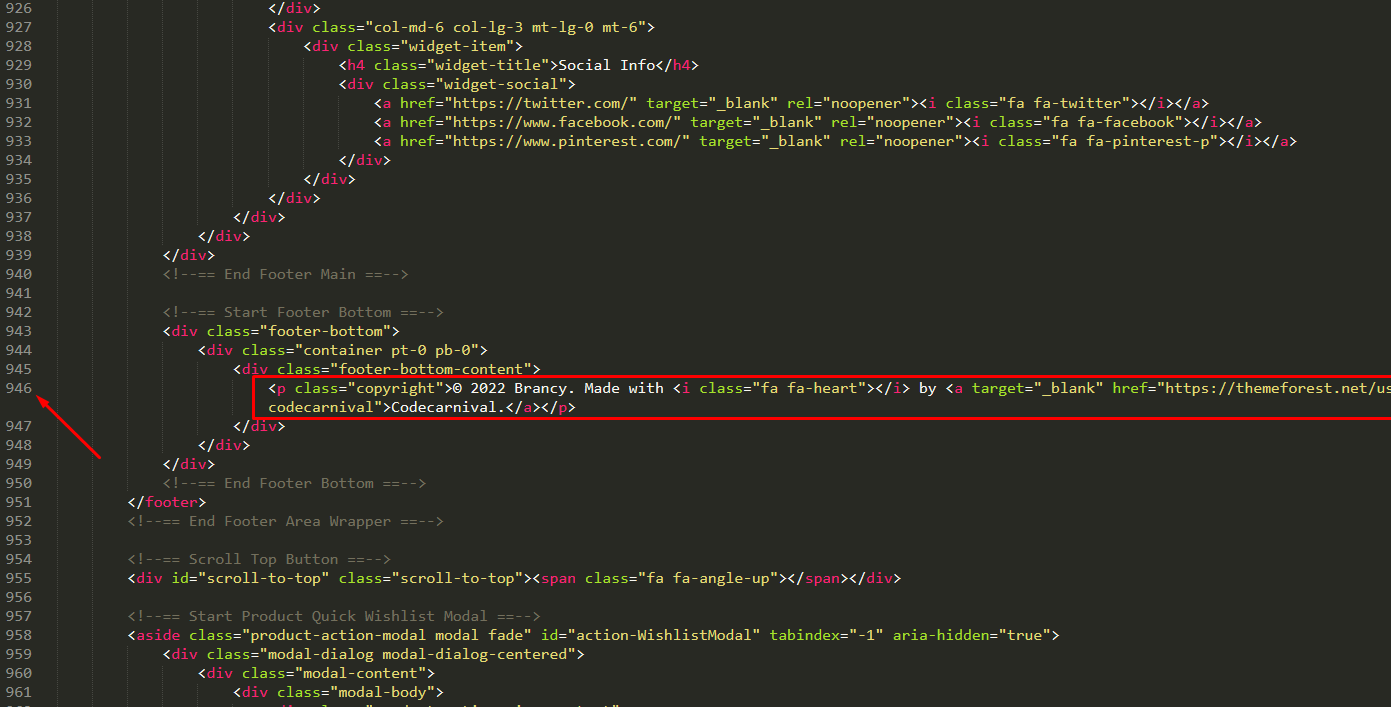 926 </div>
927 <div class="col-md-6 col-lg-3 mt-lg-0 mt-6">
928 <div class="widget-item">
929 <h4 class="widget-title">Social Info</h4>
930 <div class="widget-social">
931 <a href="https://twitter.com/" target="_blank" rel="noopener"><i class="fa fa-twitter"></i></a>
932 <a href="https://www.facebook.com/" target="_blank" rel="noopener"><i class="fa fa-facebook"></i></a>
933 <a href="https://www.pinterest.com/" target="_blank" rel="noopener"><i class="fa fa-pinterest-p"></i></a>
934 </div>
935 </div>
936 </div>
937 </div>
938 </div>
939 </div>
940 <!--== End Footer Main ==-->
941
942 <!--== Start Footer Bottom ==-->
943 <div class="footer-bottom">
944 <div class="container pt-0 pb-0">
945 <div class="footer-bottom-content">
946 <p class="copyright">© 2022 Brancy. Made with <i class="fa fa-heart"></i> by <a target="_blank" href="https://themeforest.net/us
codecarnival">Codecarnival.</a></p>
947 </div>
948 </div>
949 </div>
950 <!--== End Footer Bottom ==-->
951 </footer>
952 <!--== End Footer Area Wrapper ==-->
953
954 <!--== Scroll Top Button ==-->
955 <div id="scroll-to-top" class="scroll-to-top"><span class="fa fa-angle-up"></span></div>
956
957 <!--== Start Product Quick Wishlist Modal ==-->
958 <aside class="product-action-modal modal fade" id="action-WishlistModal" tabindex="-1" aria-hidden="true">
959 <div class="modal-dialog modal-dialog-centered">
960 <div class="modal-content">
961 <div class="modal-body">